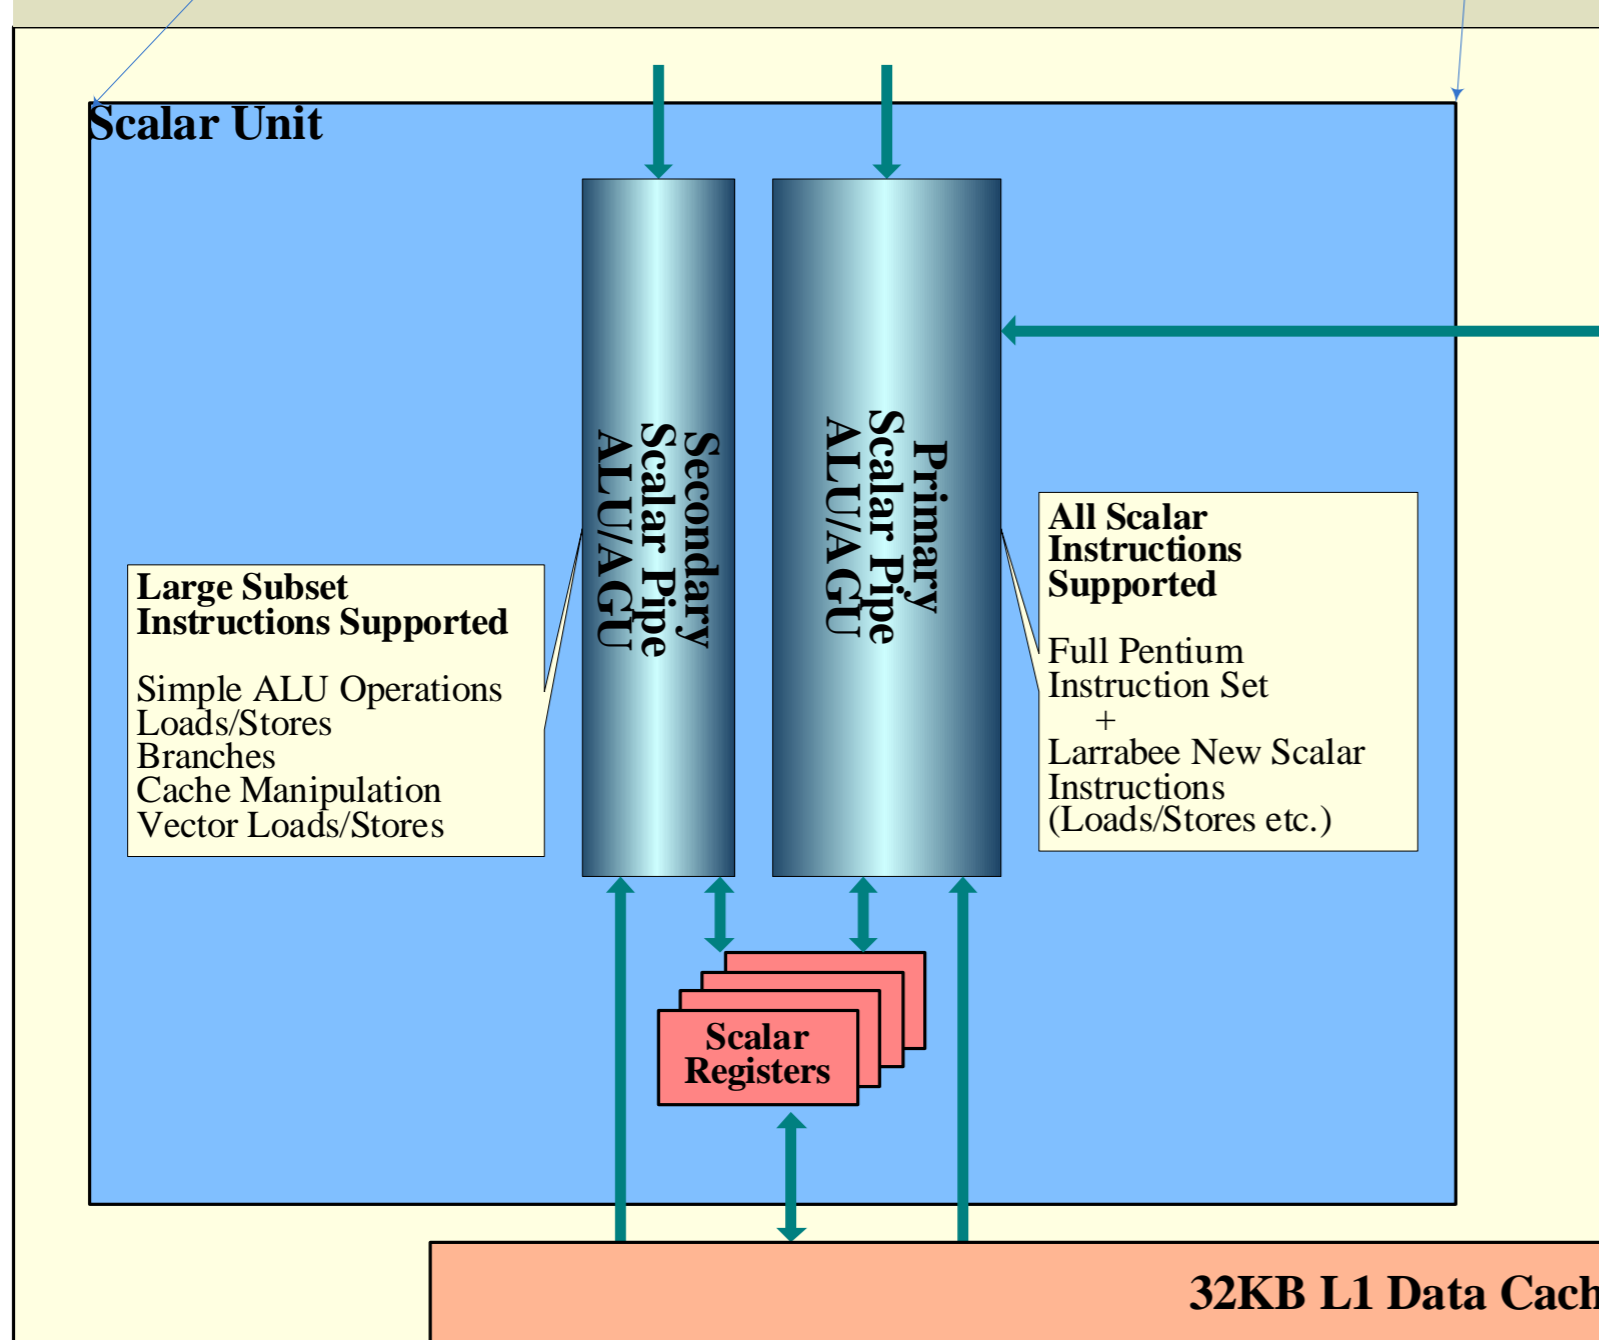 Scalar Unit
Secondary
Scalar Pipe
ALU/AGU
Primary
Scalar Pipe
ALU/AGU
Large Subset
Instructions Supported
Simple ALU Operations
Loads/Stores
Branches
Cache Manipulation
Vector Loads/Stores
All Scalar
Instructions
Supported
Full Pentium
Instruction Set
+
Larrabee New Scalar
Instructions
(Loads/Stores etc.)
Scalar
Registers
32KB L1 Data Cach